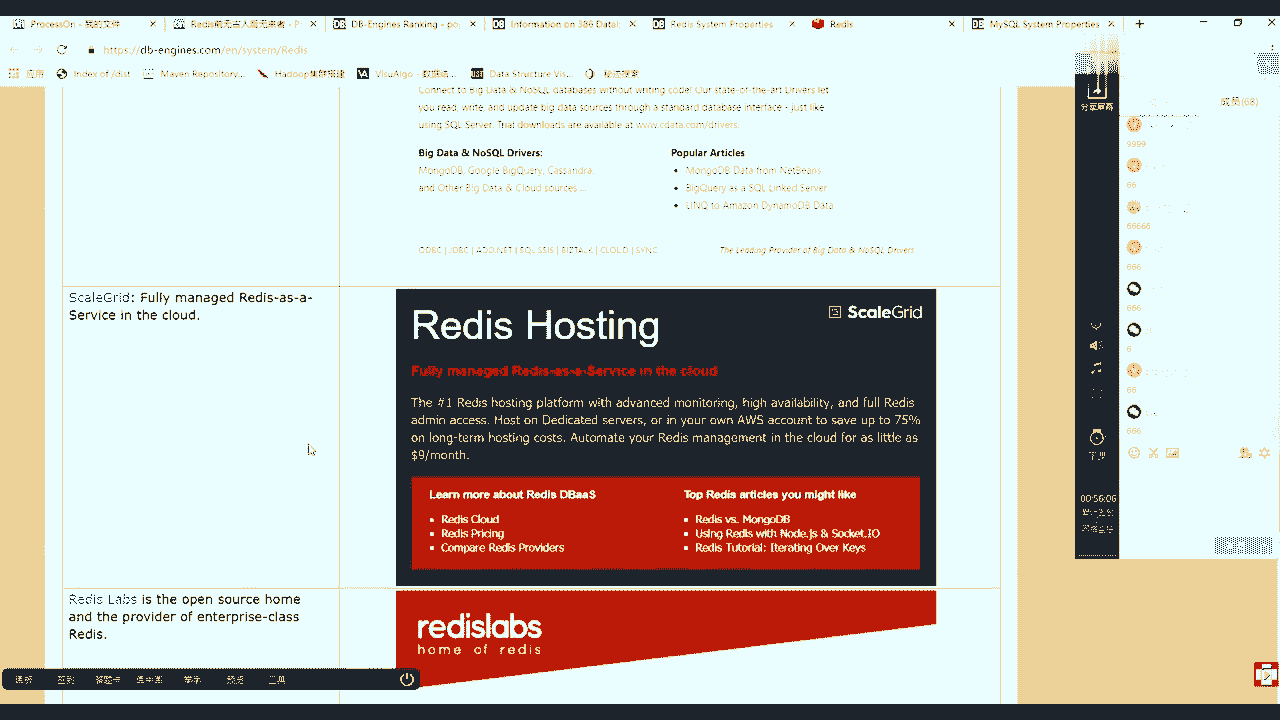 ProcessOn - 我的文件
DB-Engines Ranking - po
Information on 386 Data
Redis System Properties
Redis
MySQL System Properties
https://db-engines.com/en/system/Redis
应用
Index of /dist
Maven Repository...
VisuAlgo -
Data Structure Vis...
成员(68)
Connect to Big Data & NoSQL databases without writing code! Our state-of-the-art Drivers let
you read, write, and update big data sources through a standard database interface - just like
using SQL Server. Trial downloads are available at www.cdata.com/drivers.
Big Data & NoSQL Drivers:
MongoDB, Google BigQuery, Cassandra,
and Other Big Data & Cloud sources ...
Popular Articles
MongoDB Data from NetBeans
BigQuery as a SQL Linked Server
LINQ to Amazon DynamoDB Data
ODBC | JDBC | ADO.NET | SQL SSIS | BIZTALK | CLOUD | SYNC
The Leading Provider of Big Data & NoSQL Drivers
ScaleGrid: Fully managed Redis-as-a-
Service in the cloud.
Redis Hosting
ScaleGrid
Fully managed Redis-as-a-Service in the cloud
The #1 Redis hosting platform with advanced monitoring, high availability, and full Redis
admin access. Host on Dedicated servers, or in your own AWS account to save up to 75%
on long-term hosting costs. Automate your Redis management in the cloud for as little as
$9/month.
Learn more about Redis DBaaS
Redis Cloud
Redis Pricing
Compare Redis Providers
Top Redis articles you might like
Redis vs. MongoDB
Using Redis with Node.js & Socket.IO
Redis Tutorial: Iterating Over Keys
Redis Labs is the open source home
and the provider of enterprise-class
Redis.
redislabs
home of redis
分享屏幕
00:56:06
9999
66
66666
666
666
6
66
666